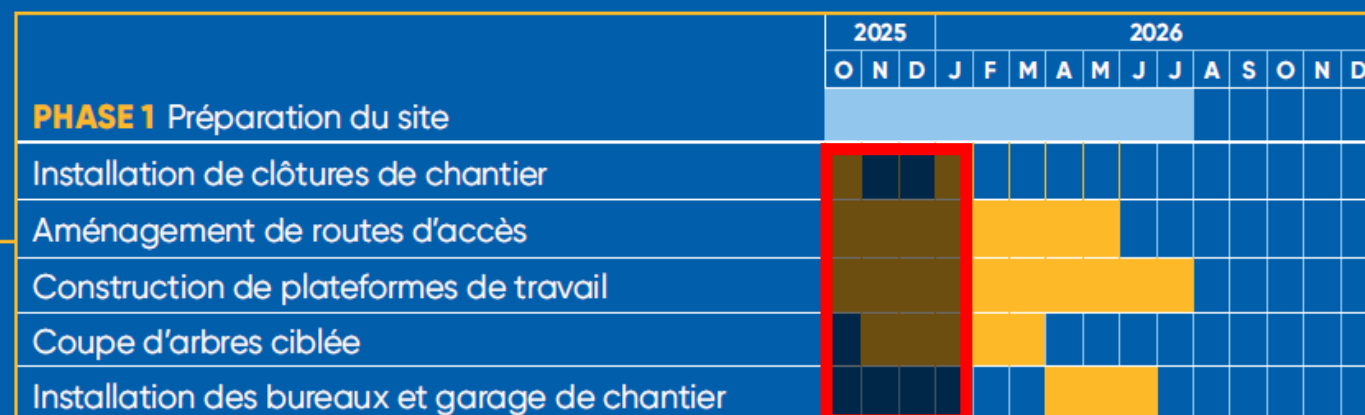 2025 2026
O N D J F M A M J J A S O N D
PHASE 1 Préparation du site
Installation de clôtures de chantier
Aménagement de routes d'accès
Construction de plateformes de travail
Coupe d'arbres ciblée
Installation des bureaux et garage de chantier